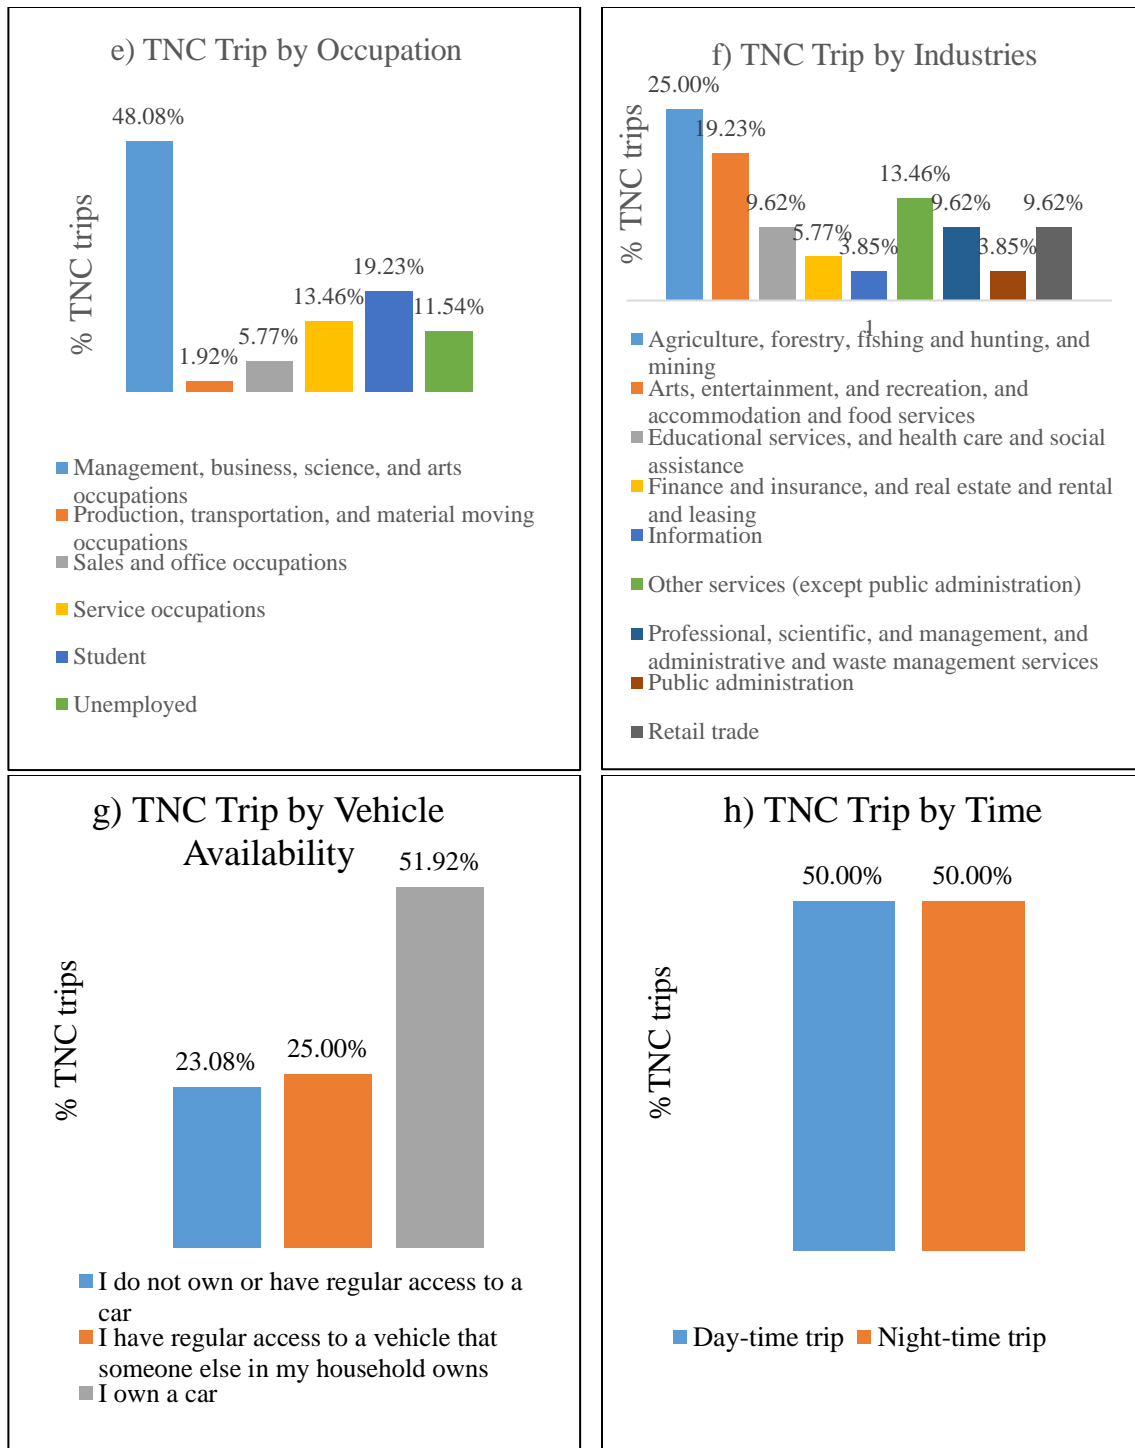 e) TNC Trip by Occupation
% TNC trips
48.08%
1.92%
5.77%
13.46%
19.23%
11.54%
Management, business, science, and arts
occupations
Production, transportation, and material moving
occupations
Sales and office occupations
Service occupations
Student
Unemployed
f) TNC Trip by Industries
% TNC trips
25.00%
19.23%
9.62%
5.77%
3.85%
13.46%
9.62%
3.85%
9.62%
1
Agriculture, forestry, fishing and hunting, and
mining
Arts, entertainment, and recreation, and
accommodation and food services
Educational services, and health care and social
assistance
Finance and insurance, and real estate and rental
and leasing
Information
Other services (except public administration)
Professional, scientific, and management, and
administrative and waste management services
Public administration
Retail trade
g) TNC Trip by Vehicle
Availability
% TNC trips
23.08%
25.00%
51.92%
I do not own or have regular access to a
car
I have regular access to a vehicle that
someone else in my household owns
I own a car
h) TNC Trip by Time
% TNC trips
50.00%
50.00%
Day-time trip
Night-time trip